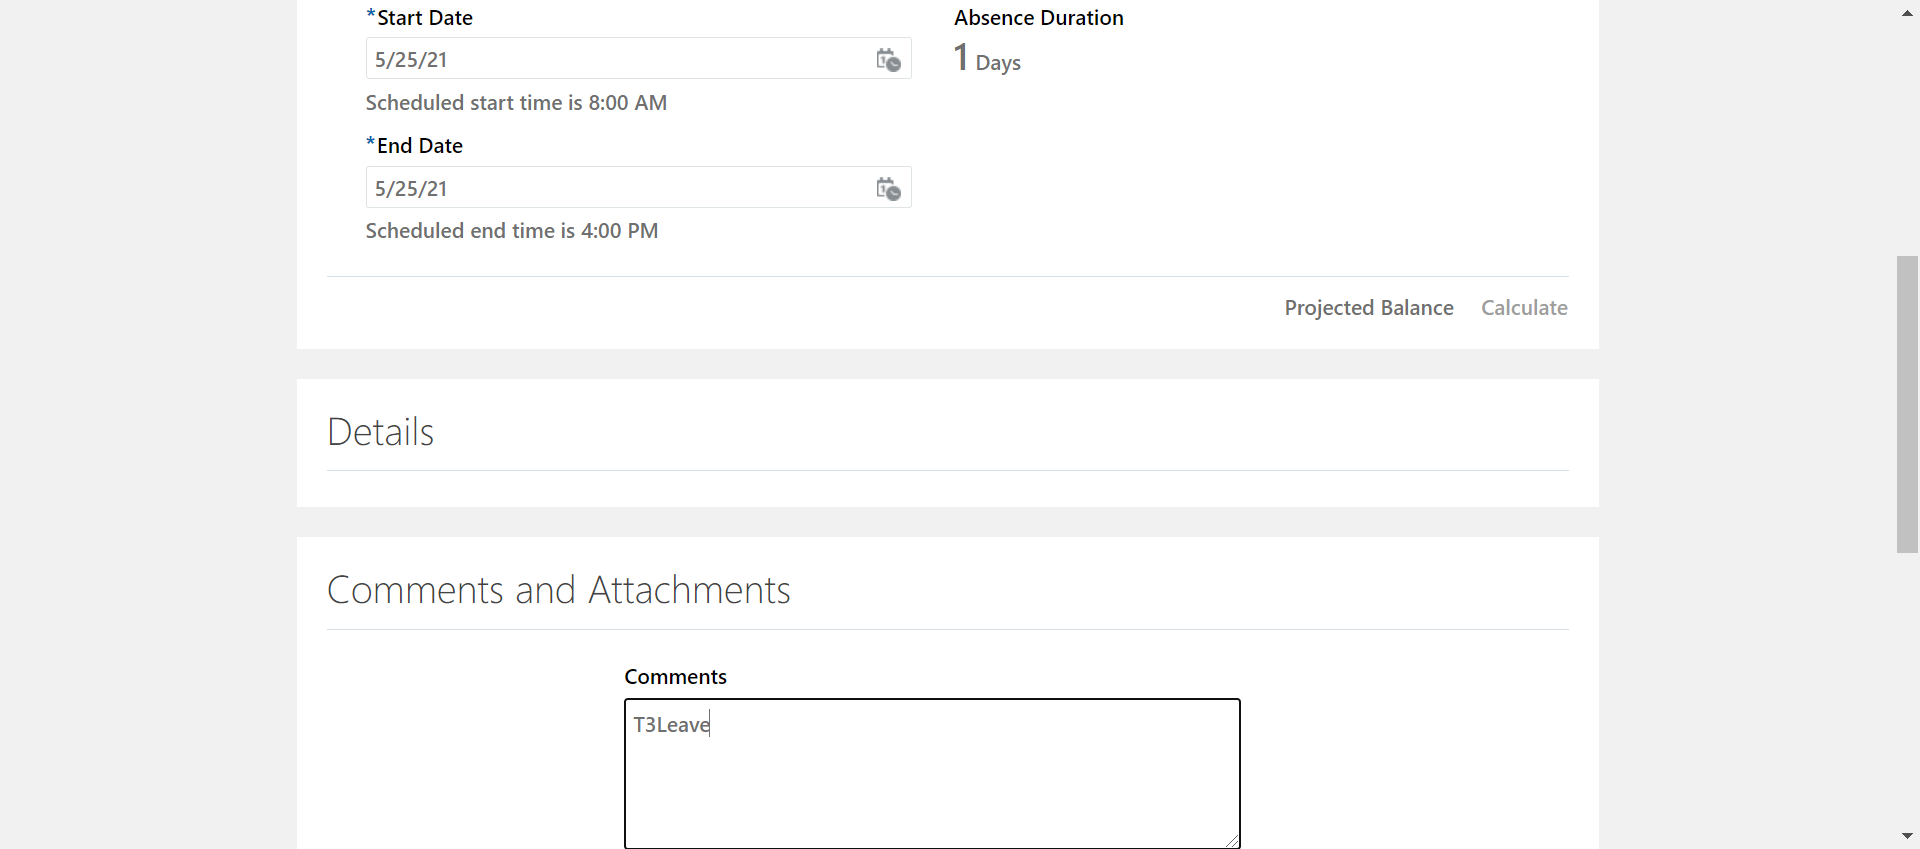 *Start Date
5/25/21
Scheduled start time is 8:00 AM
*End Date
5/25/21
Scheduled end time is 4:00 PM
Absence Duration
1 Days
Projected Balance Calculate
Details
Comments and Attachments
Comments
T3Leave